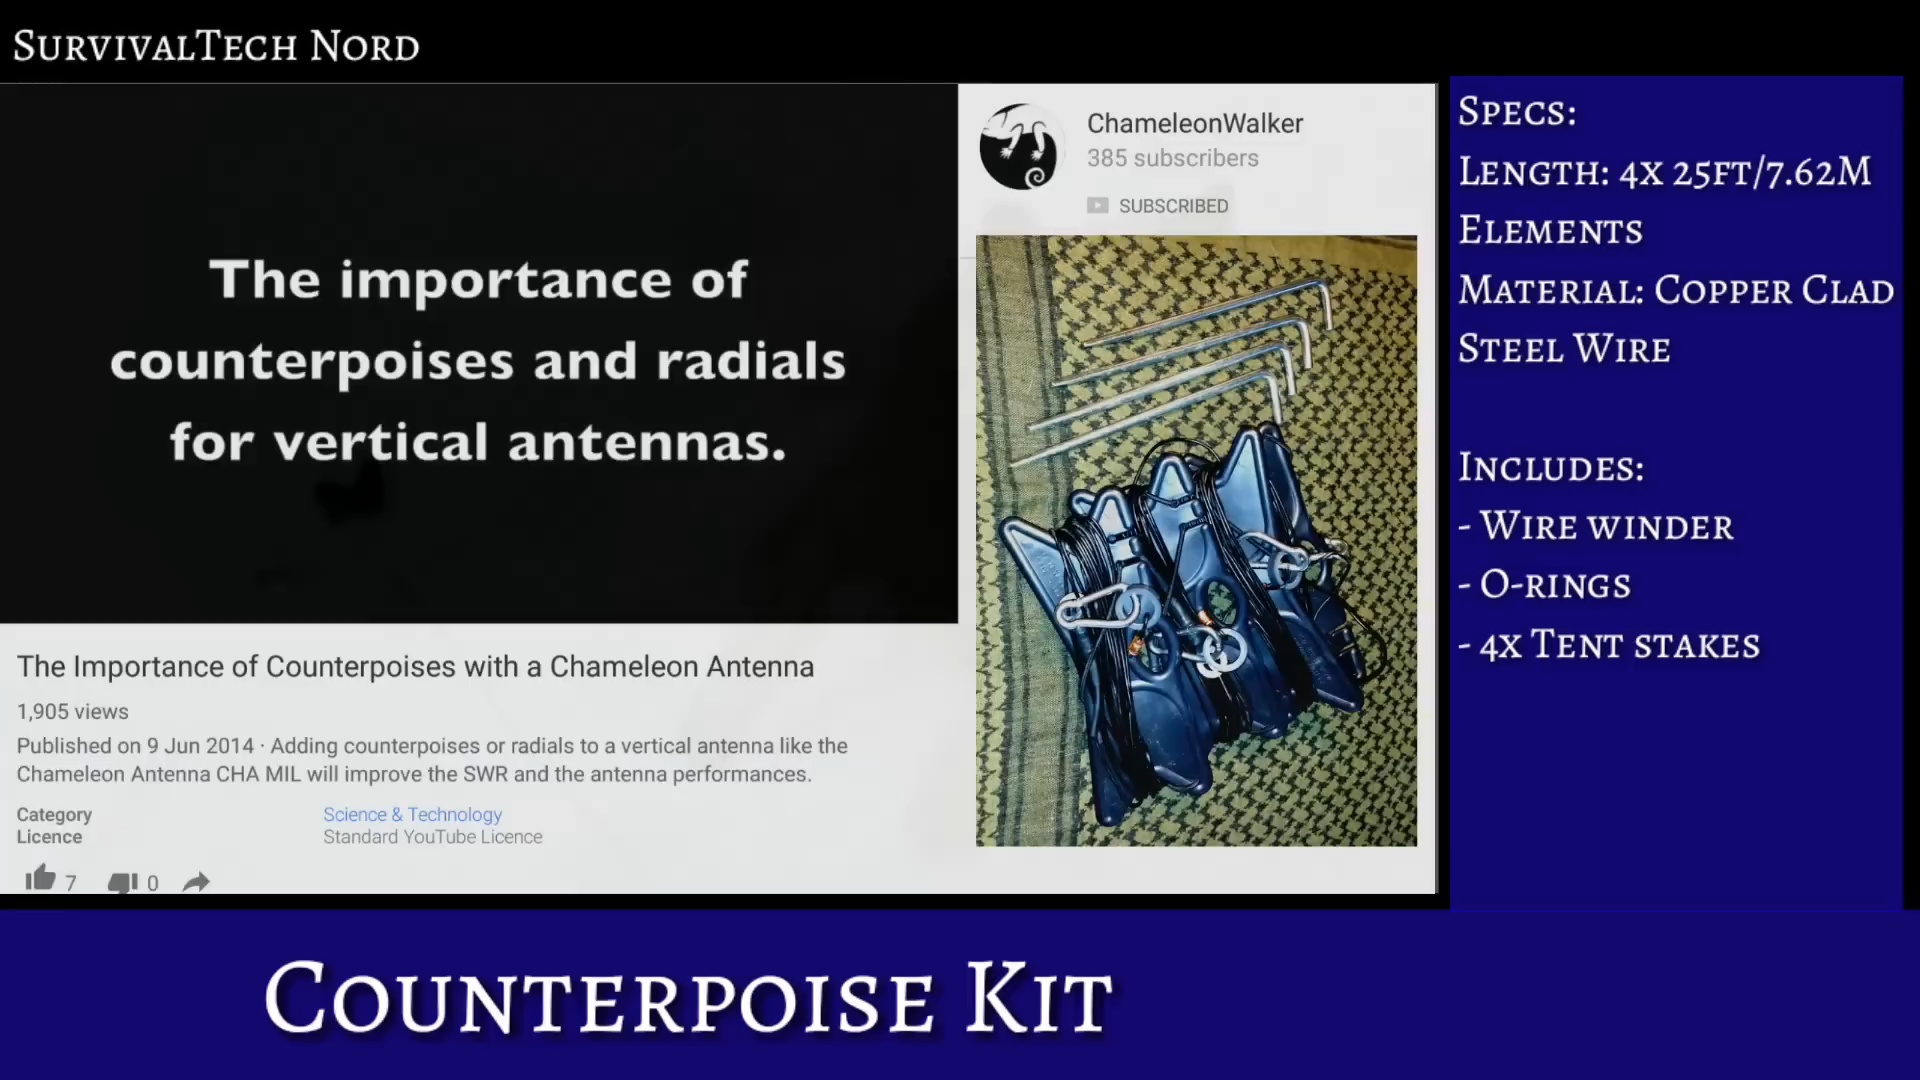 SurvivalTech Nord
The importance of
counterpoises and radials
for vertical antennas.
The Importance of Counterpoises with a Chameleon Antenna
1,905 views
Published on 9 Jun 2014 · Adding counterpoises or radials to a vertical antenna like the
Chameleon Antenna CHA MIL will improve the SWR and the antenna performances.
Category Science & Technology
Licence Standard YouTube Licence
7 0
ChameleonWalker
385 subscribers
SUBSCRIBED
Specs:
Length: 4x 25ft/7.62m
Elements
Material: Copper Clad
Steel Wire
Includes:
- Wire winder
- O-rings
- 4x Tent stakes
Counterpoise Kit